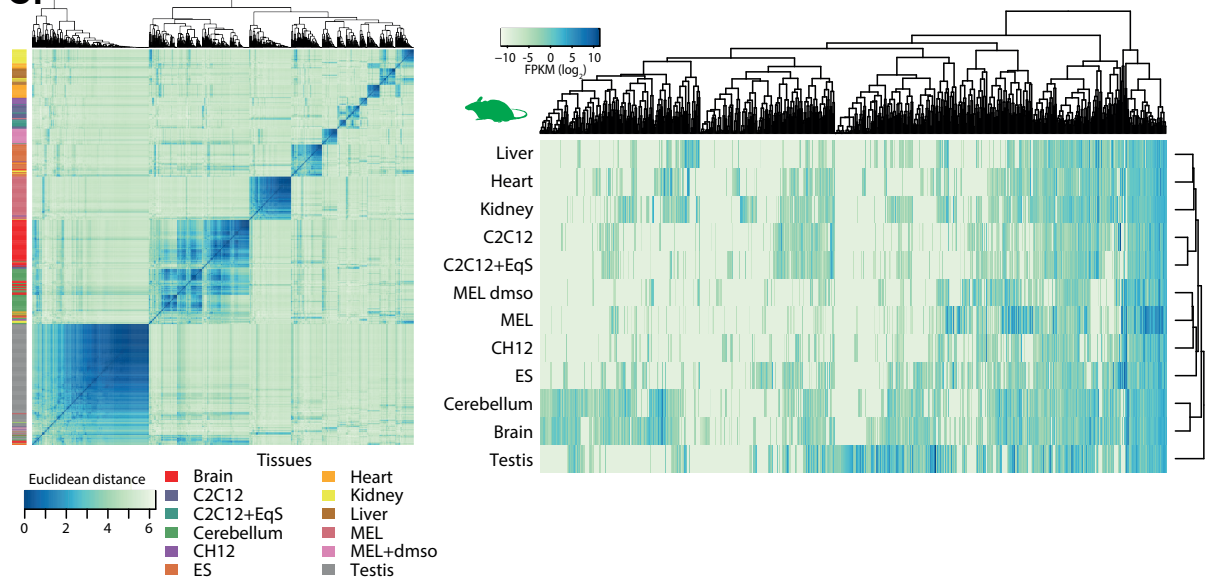 −10 -5 0 5 10
FPKM (log2)
Liver
Heart
Kidney
C2C12
C2C12+EqS
MEL dmso
MEL
CH12
ES
Cerebellum
Brain
Testis
Tissues
Euclidean distance
0 2 4 6
Brain
C2C12
C2C12+EqS
Cerebellum
CH12
ES
Heart
Kidney
Liver
MEL
MEL+dmso
Testis